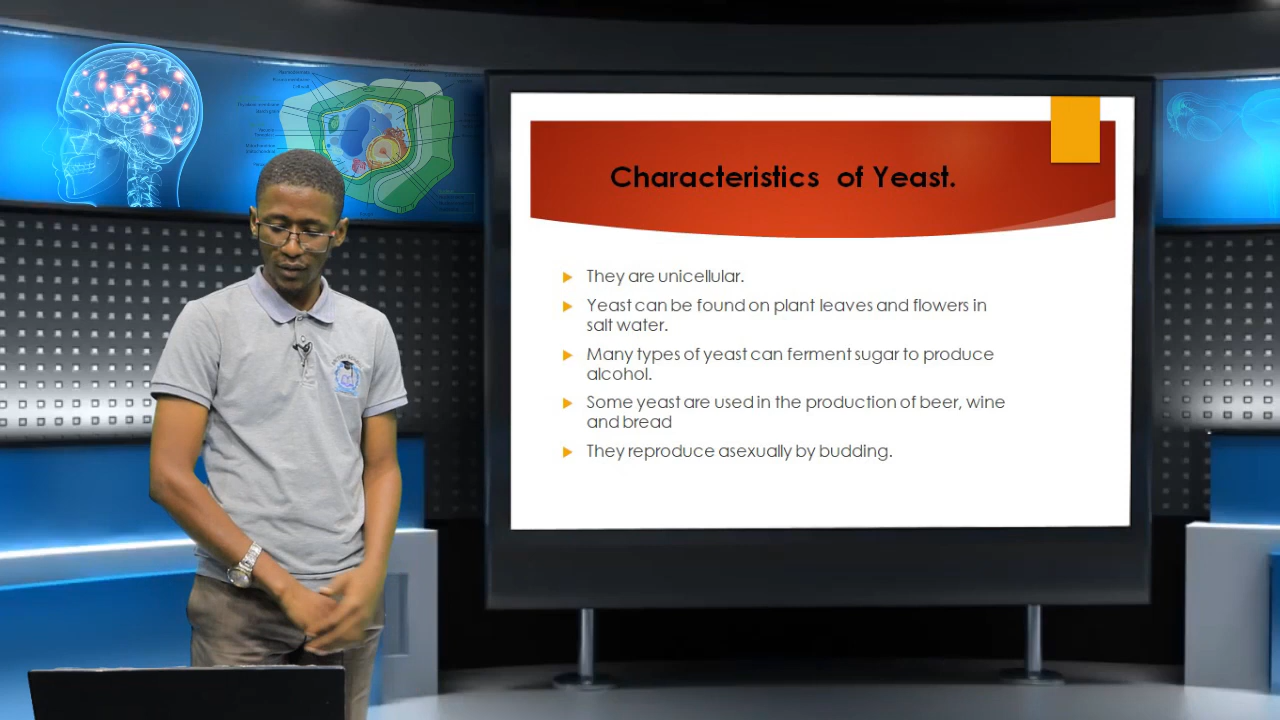 Characteristics of Yeast.
They are unicellular.
Yeast can be found on plant leaves and flowers in
salt water.
Many types of yeast can ferment sugar to produce
alcohol.
Some yeast are used in the production of beer, wine
and bread
They reproduce asexually by budding.